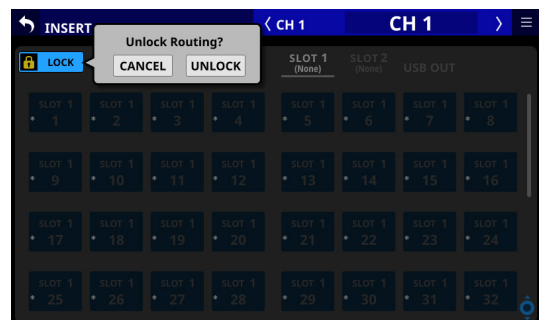 INSERT
CH 1
CH 1
Unlock Routing?
CANCEL UNLOCK
LOCK
SLOT 1
(None)
SLOT 2
(None)
USB OUT
SLOT 1 SLOT 1 SLOT 1 SLOT 1 SLOT 1 SLOT 1 SLOT 1 SLOT 1
1 2 3 4 5 6 7 8
SLOT 1 SLOT 1 SLOT 1 SLOT 1 SLOT 1 SLOT 1 SLOT 1 SLOT 1
9 10 11 12 13 14 15 16
SLOT 1 SLOT 1 SLOT 1 SLOT 1 SLOT 1 SLOT 1 SLOT 1 SLOT 1
17 18 19 20 21 22 23 24
SLOT 1 SLOT 1 SLOT 1 SLOT 1 SLOT 1 SLOT 1 SLOT 1 SLOT 1
25 26 27 28 29 30 31 32